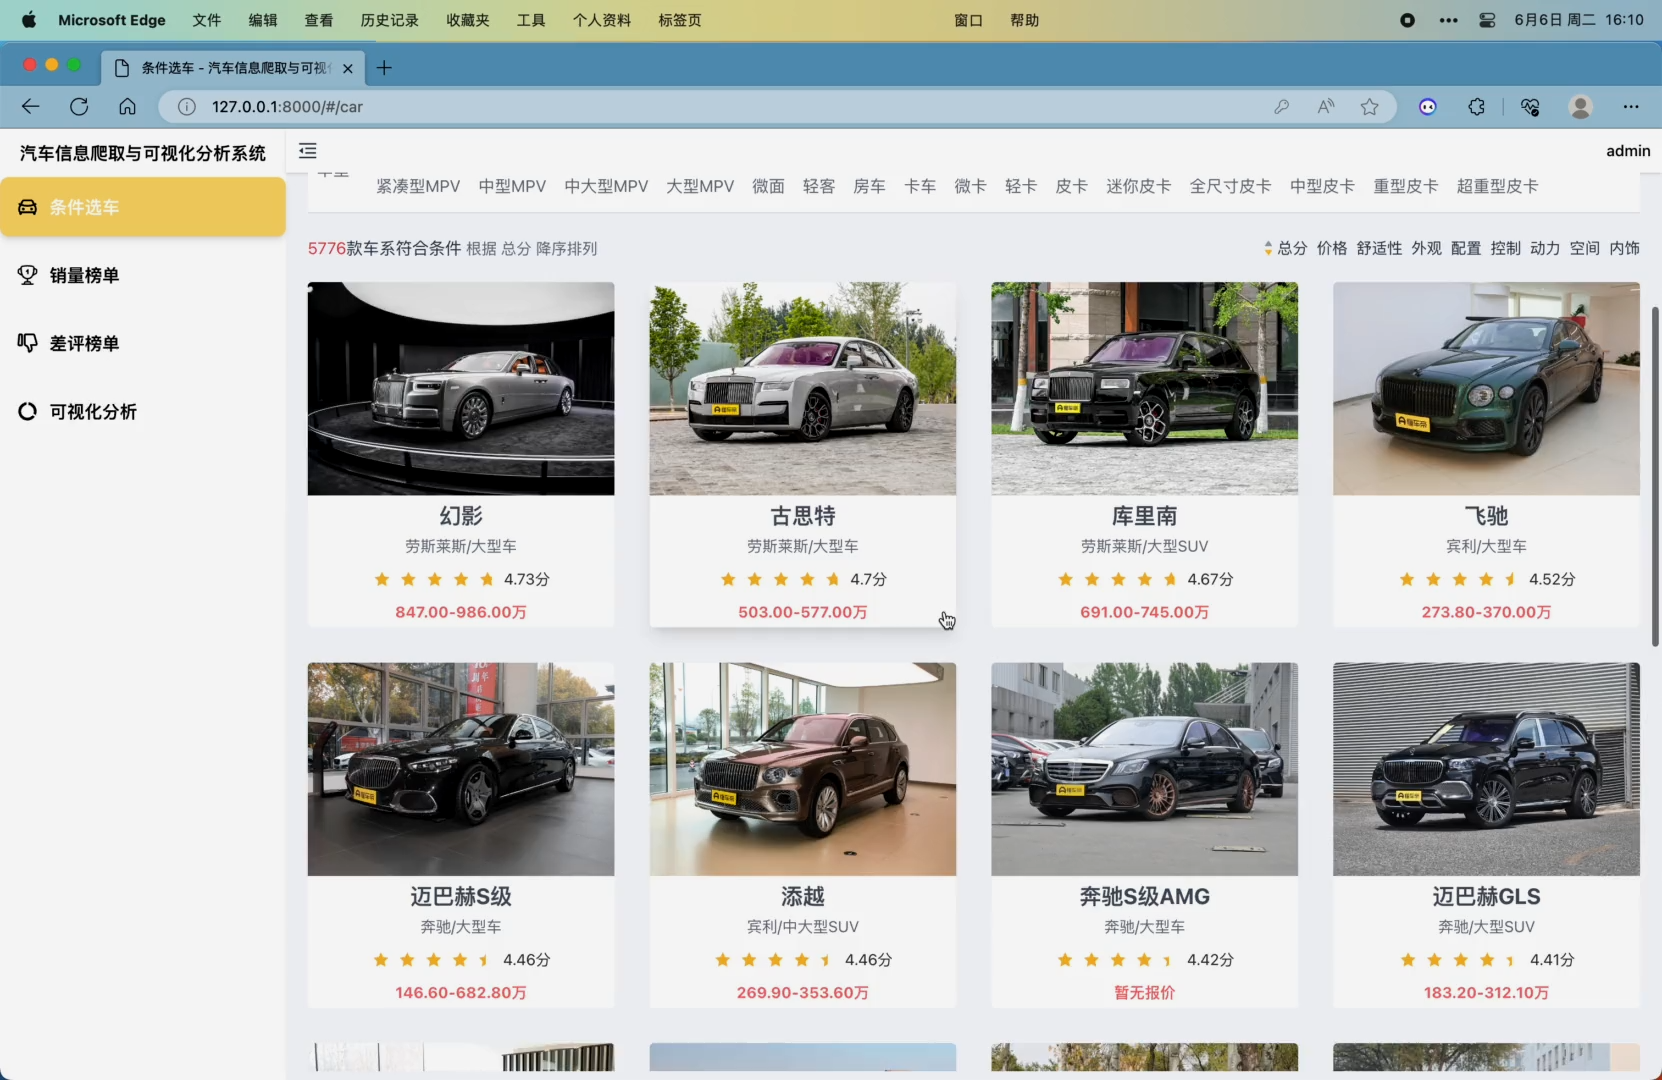 Microsoft Edge 文件 编辑 查看 历史记录 收藏夹 工具 个人资料 标签页 窗口 帮助 6月6日 周二 16:10
条件选车 - 汽车信息爬取与可视
127.0.0.1:8000/#/car
汽车信息爬取与可视化分析系统
admin
条件选车
销量榜单
差评榜单
可视化分析
紧凑型MPV 中型MPV 中大型MPV 大型MPV 微面 轻客 房车 卡车 微卡 轻卡 皮卡 迷你皮卡 全尺寸皮卡 中型皮卡 重型皮卡 超重型皮卡
5776款车系符合条件 根据 总分 降序排列
总分 价格 舒适性 外观 配置 控制 动力 空间 内饰
幻影
劳斯莱斯/大型车
4.73分
847.00-986.00万
古思特
劳斯莱斯/大型车
4.7分
503.00-577.00万
库里南
劳斯莱斯/大型SUV
4.67分
691.00-745.00万
飞驰
宾利/大型车
4.52分
273.80-370.00万
迈巴赫S级
奔驰/大型车
4.46分
146.60-682.80万
添越
宾利/中大型SUV
4.46分
269.90-353.60万
奔驰S级AMG
奔驰/大型车
4.42分
暂无报价
迈巴赫GLS
奔驰/大型SUV
4.41分
183.20-312.10万